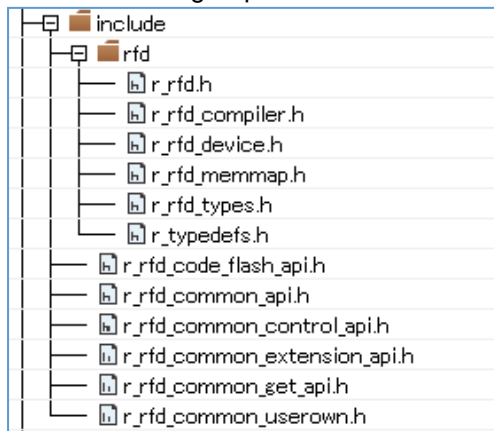 include
rfd
r_rfd.h
r_rfd_compiler.h
r_rfd_device.h
r_rfd_memmap.h
r_rfd_types.h
r_typedefs.h
r_rfd_code_flash_api.h
r_rfd_common_api.h
r_rfd_common_control_api.h
r_rfd_common_extension_api.h
r_rfd_common_get_api.h
r_rfd_common_userown.h